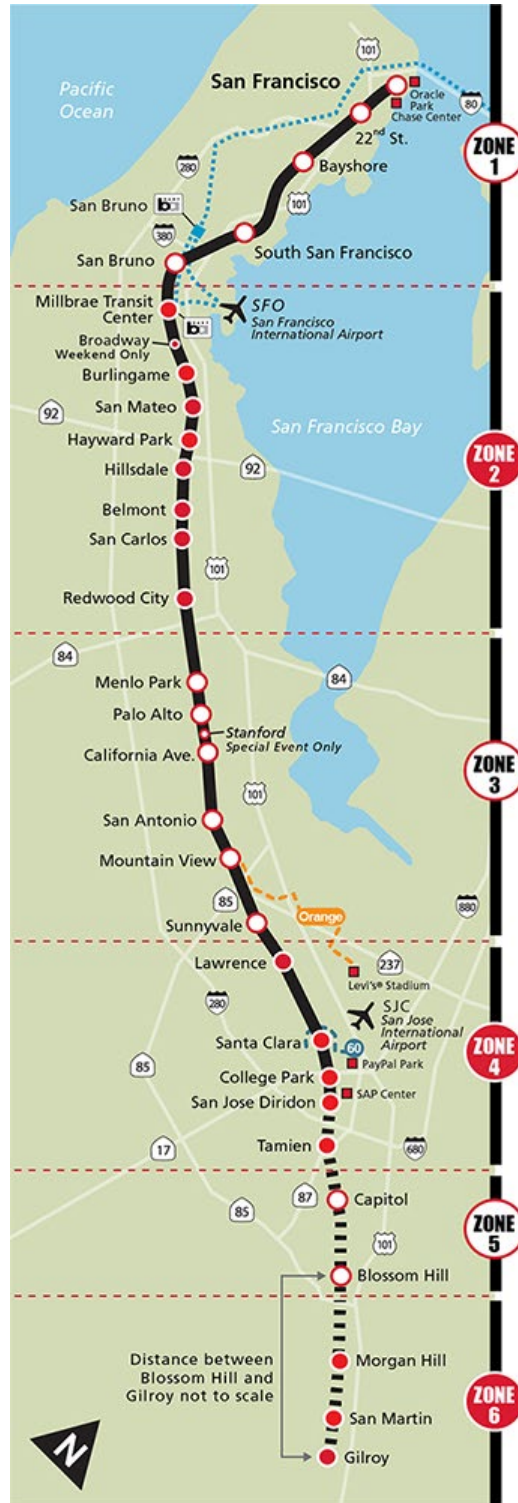 101
San Francisco
Pacific
Ocean
Oracle
Park
Chase Center
80
22nd St.
ZONE
1
280
Bayshore
101
San Bruno
380
South San Francisco
San Bruno
Millbrae Transit
Center
SFO
San Francisco
International Airport
Broadway
Weekend Only
Burlingame
92
San Mateo
San Francisco Bay
Hayward Park
ZONE
2
Hillsdale
92
Belmont
San Carlos
101
Redwood City
84
84
Menlo Park
Palo Alto
Stanford
Special Event Only
California Ave.
ZONE
3
101
San Antonio
Mountain View
85
880
Orange
Sunnyvale
237
Lawrence
Levi's® Stadium
280
SJC
San Jose
International
Airport
Santa Clara
60
PayPal Park
85
ZONE
4
College Park
SAP Center
San Jose Diridon
17
Tamien
680
87
Capitol
85
ZONE
5
101
Blossom Hill
Distance between
Blossom Hill and
Gilroy not to scale
Morgan Hill
ZONE
6
San Martin
N
Gilroy